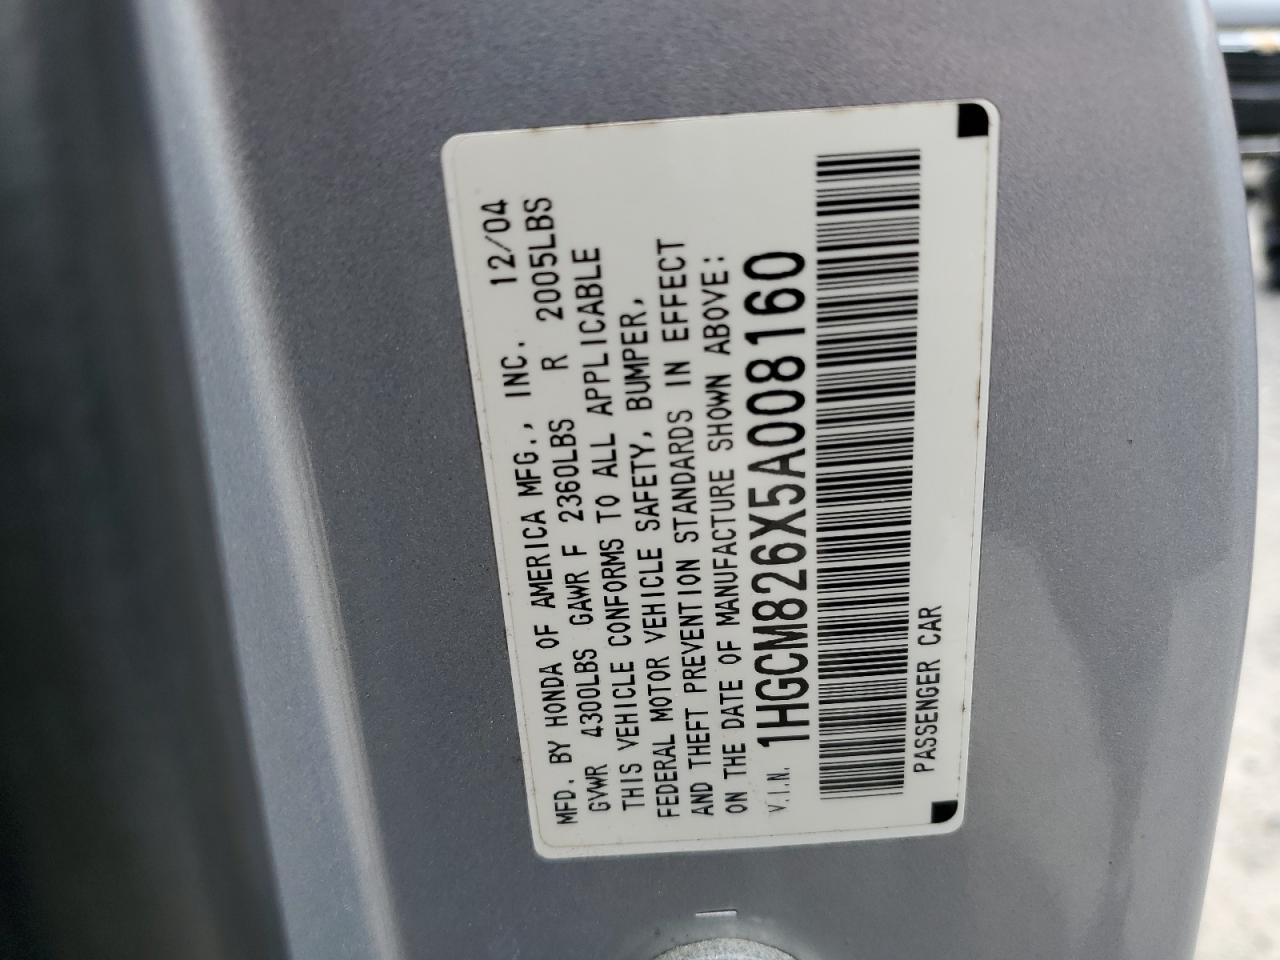 MFD. BY HONDA OF AMERICA MFG., INC. 12/04
GVWR 4300LBS GAWR F 2360LBS R 2005LBS
THIS VEHICLE CONFORMS TO ALL APPLICABLE
FEDERAL MOTOR VEHICLE SAFETY, BUMPER,
AND THEFT PREVENTION STANDARDS IN EFFECT
ON THE DATE OF MANUFACTURE SHOWN ABOVE:
V.I.N. 1HGCM826X5A008160
PASSENGER CAR